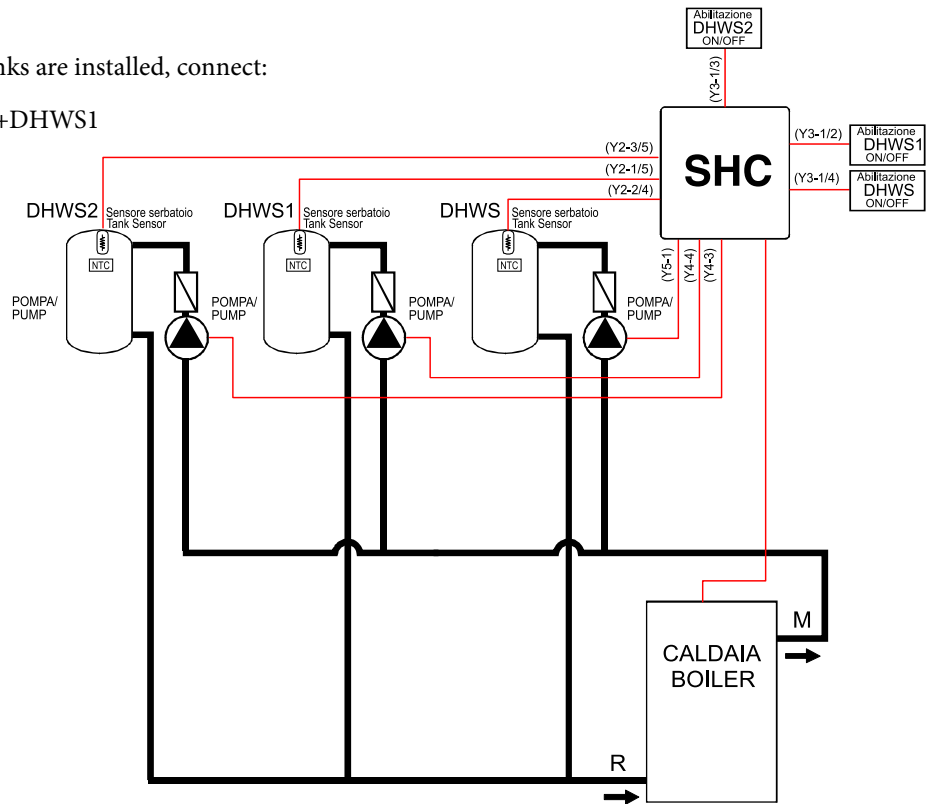 Abilitazione
DHWS2
ON/OFF
nks are installed, connect:
+DHWS1
(Y3-1/3)
(Y2-3/5)
(Y2-1/5)
(Y2-2/4)
SHC
(Y3-1/2)
(Y3-1/4)
Abilitazione
DHWS1
ON/OFF
Abilitazione
DHWS
ON/OFF
DHWS2
Sensore serbatoio
Tank Sensor
DHWS1
Sensore serbatoio
Tank Sensor
DHWS
Sensore serbatoio
Tank Sensor
NTC
NTC
NTC
(Y5-1)
(Y4-4)
(Y4-3)
POMPA/
PUMP
POMPA/
PUMP
POMPA/
PUMP
POMPA/
PUMP
M
CALDAIA
BOILER
R